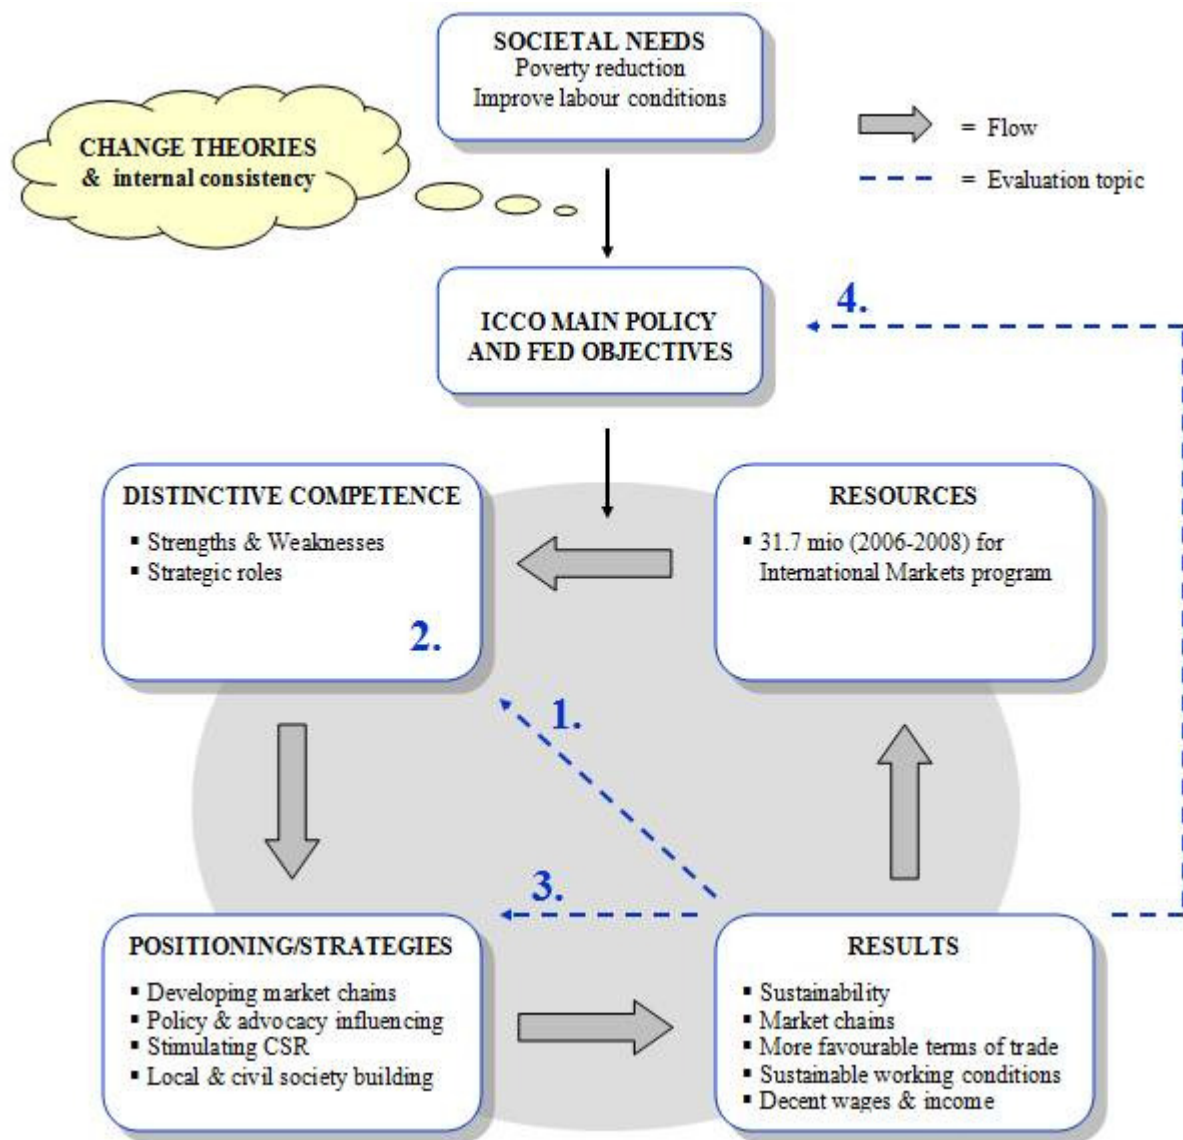 SOCIETAL NEEDS
Poverty reduction
Improve labour conditions
CHANGE THEORIES
& internal consistency
= Flow
= Evaluation topic
ICCO MAIN POLICY
AND FED OBJECTIVES
4.
DISTINCTIVE COMPETENCE
▪ Strengths & Weaknesses
▪ Strategic roles
2.
RESOURCES
▪ 31.7 mio (2006-2008) for
International Markets program
1.
3.
POSITIONING/STRATEGIES
▪ Developing market chains
▪ Policy & advocacy influencing
▪ Stimulating CSR
▪ Local & civil society building
RESULTS
▪ Sustainability
▪ Market chains
▪ More favourable terms of trade
▪ Sustainable working conditions
▪ Decent wages & income